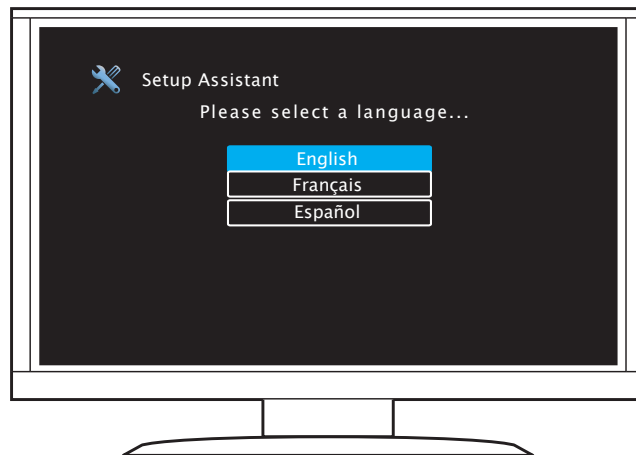 Setup Assistant
Please select a language...
English
Français
Español